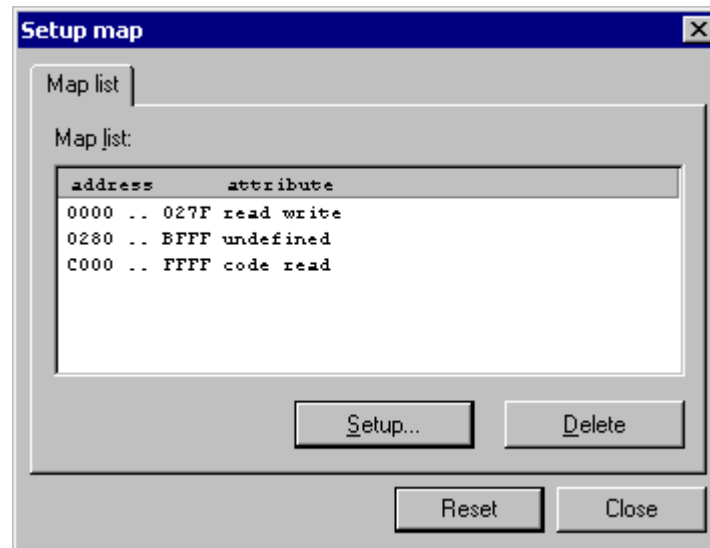 Setup map
Map list
Map list:
address attribute
0000 .. 027F read write
0280 .. BFFF undefined
C000 .. FFFF code read
Setup... Delete
Reset Close